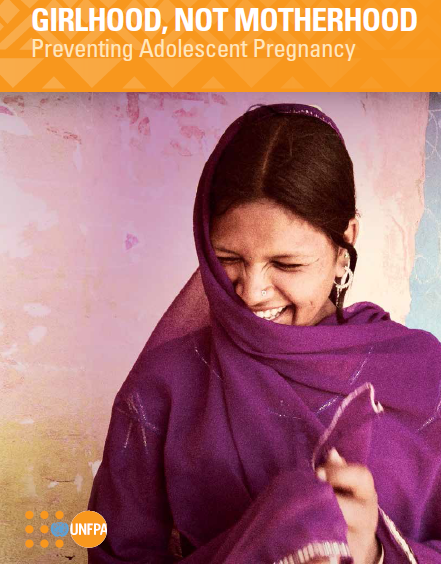 GIRLHOOD, NOT MOTHERHOOD
Preventing Adolescent Pregnancy
UNFPA